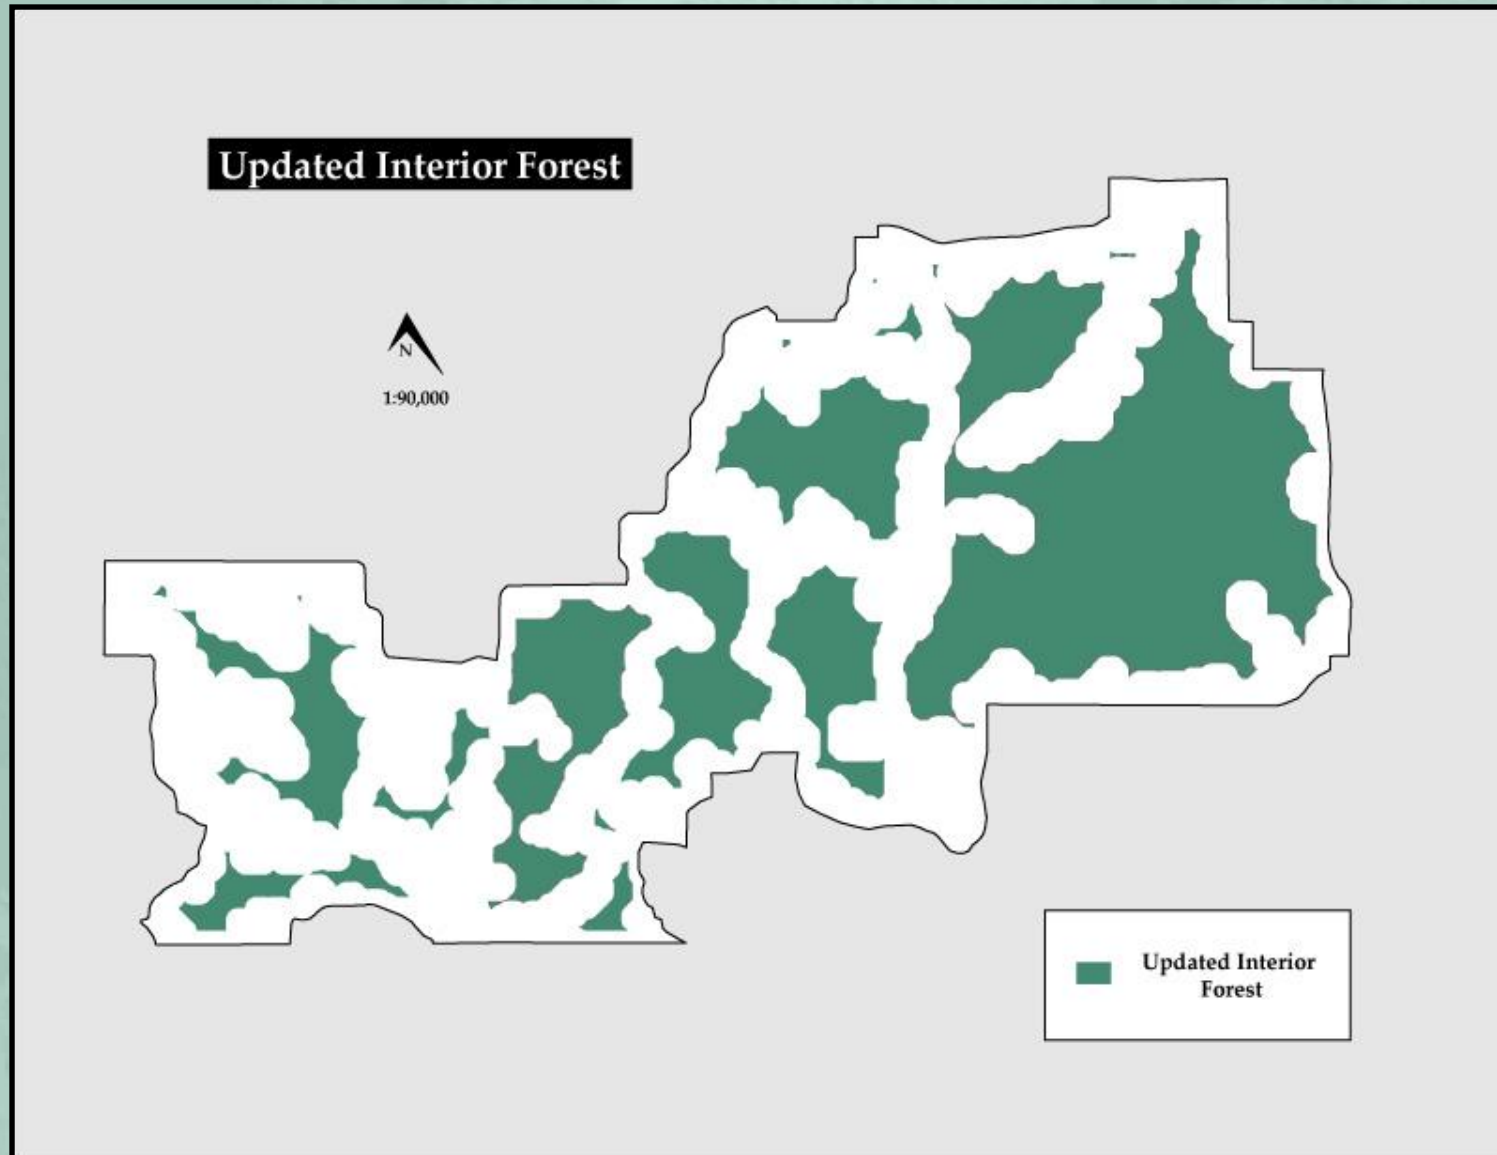 Updated Interior Forest
N
1:90,000
Updated Interior
Forest